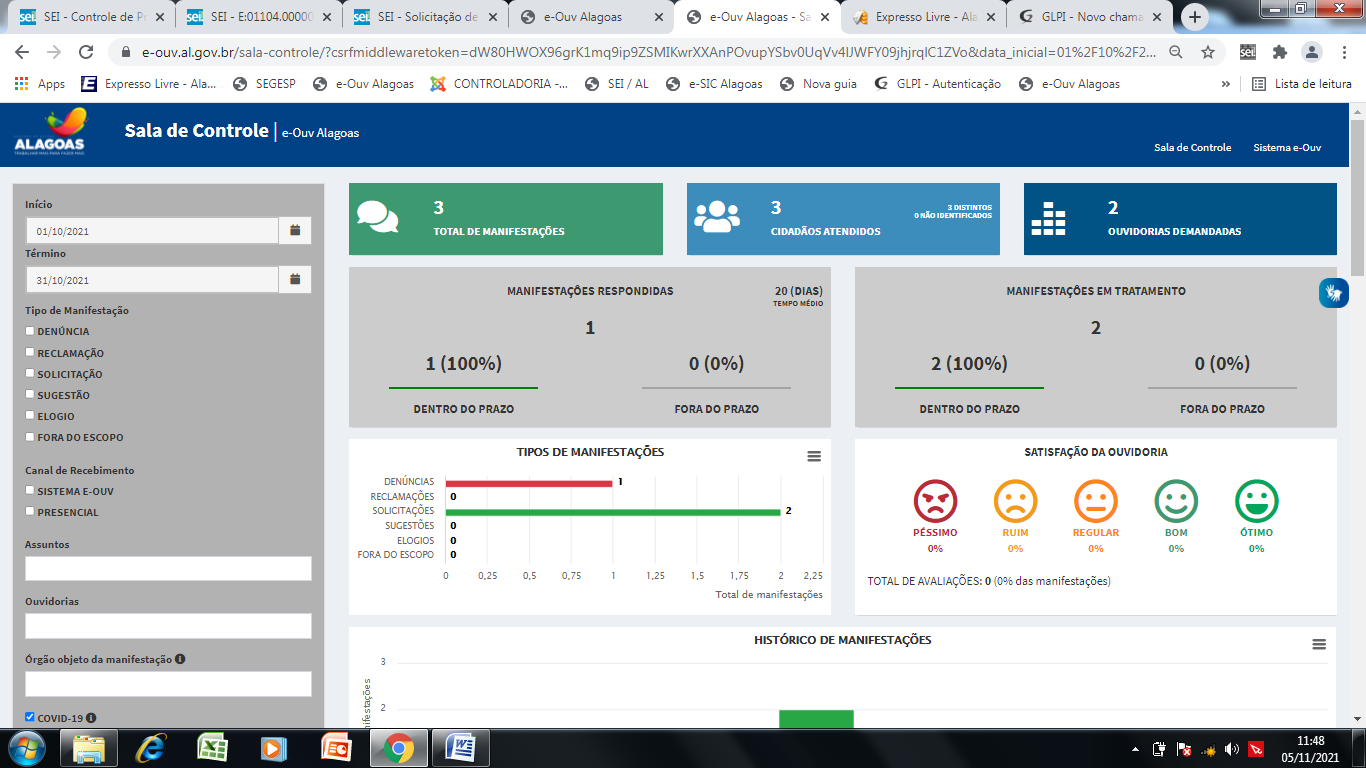 SEI - Controle de Pr
SEI - E:01104.00000
SEI - Solicitação de
e-Ouv Alagoas
e-Ouv Alagoas - Sa
Expresso Livre - Ala
GLPI - Novo chama
e-ouv.al.gov.br/sala-controle/?csrfmiddlewaretoken=dW80HWOX96grK1mq9ip9ZSMIKwrXXAnPOvupYSbv0UqVv4lJWFY09jhjrqlC1ZVo&data_inicial=01%2F10%2F2...
Apps
Expresso Livre - Ala...
SEGESP
e-Ouv Alagoas
CONTROLADORIA -...
SEI / AL
e-SIC Alagoas
Nova guia
GLPI - Autenticação
e-Ouv Alagoas
»
Lista de leitura
ALAGOAS
Sala de Controle | e-Ouv Alagoas
Sala de Controle
Sistema e-Ouv
Início
01/10/2021
Término
31/10/2021
Tipo de Manifestação
DENÚNCIA
RECLAMAÇÃO
SOLICITAÇÃO
SUGESTÃO
ELOGIO
FORA DO ESCOPO
Canal de Recebimento
SISTEMA E-OUV
PRESENCIAL
Assuntos
Ouvidorias
Órgão objeto da manifestação
COVID-19
3
TOTAL DE MANIFESTAÇÕES
3
CIDADÃOS ATENDIDOS
3 DISTINTOS
0 NÃO IDENTIFICADOS
2
OUVIDORIAS DEMANDADAS
MANIFESTAÇÕES RESPONDIDAS
20 (DIAS)
TEMPO MÉDIO
1
1 (100%)
0 (0%)
DENTRO DO PRAZO
FORA DO PRAZO
MANIFESTAÇÕES EM TRATAMENTO
2
2 (100%)
0 (0%)
DENTRO DO PRAZO
FORA DO PRAZO
TIPOS DE MANIFESTAÇÕES
DENÚNCIAS 1
RECLAMAÇÕES 0
SOLICITAÇÕES 2
SUGESTÕES 0
ELOGIOS 0
FORA DO ESCOPO 0
0 0,25 0,5 0,75 1 1,25 1,5 1,75 2 2,25
Total de manifestações
SATISFAÇÃO DA OUVIDORIA
PÉSSIMO RUIM REGULAR BOM ÓTIMO
0% 0% 0% 0% 0%
TOTAL DE AVALIAÇÕES: 0 (0% das manifestações)
HISTÓRICO DE MANIFESTAÇÕES
3
2
11:48
05/11/2021